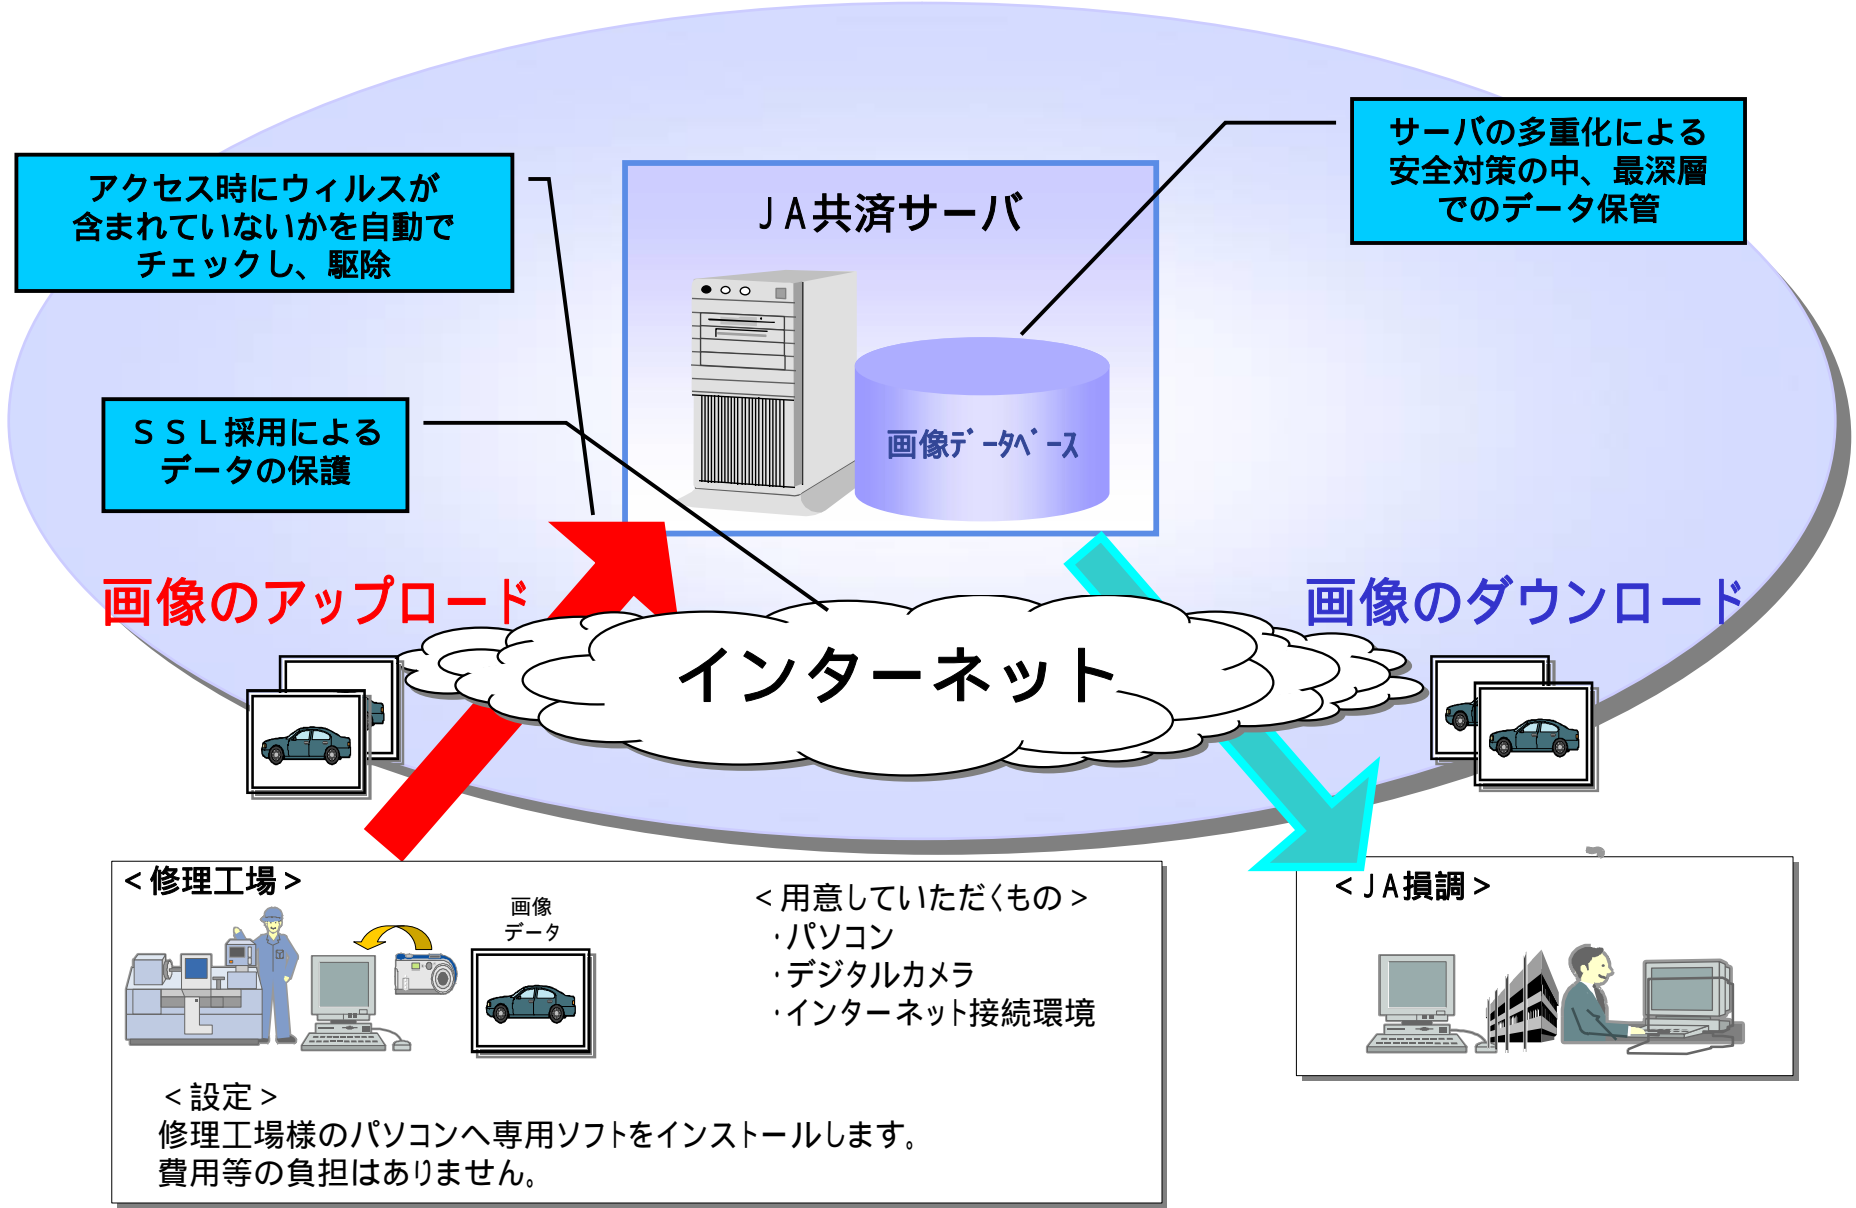 サーバの多重化による
安全対策の中、最深層
でのデータ保管
アクセス時にウィルスが
含まれていないかを自動で
チェックし、駆除
ＪＡ共済サーバ
ＳＳＬ採用による
データの保護
画像ﾃﾞｰﾀﾍﾞｰｽ
画像のアップロード
画像のダウンロード
インターネット
＜修理工場＞
画像
データ
＜用意していただくもの＞
・パソコン
・デジタルカメラ
・インターネット接続環境
＜設定＞
修理工場様のパソコンへ専用ソフトをインストールします。
費用等の負担はありません。
＜ＪＡ損調＞